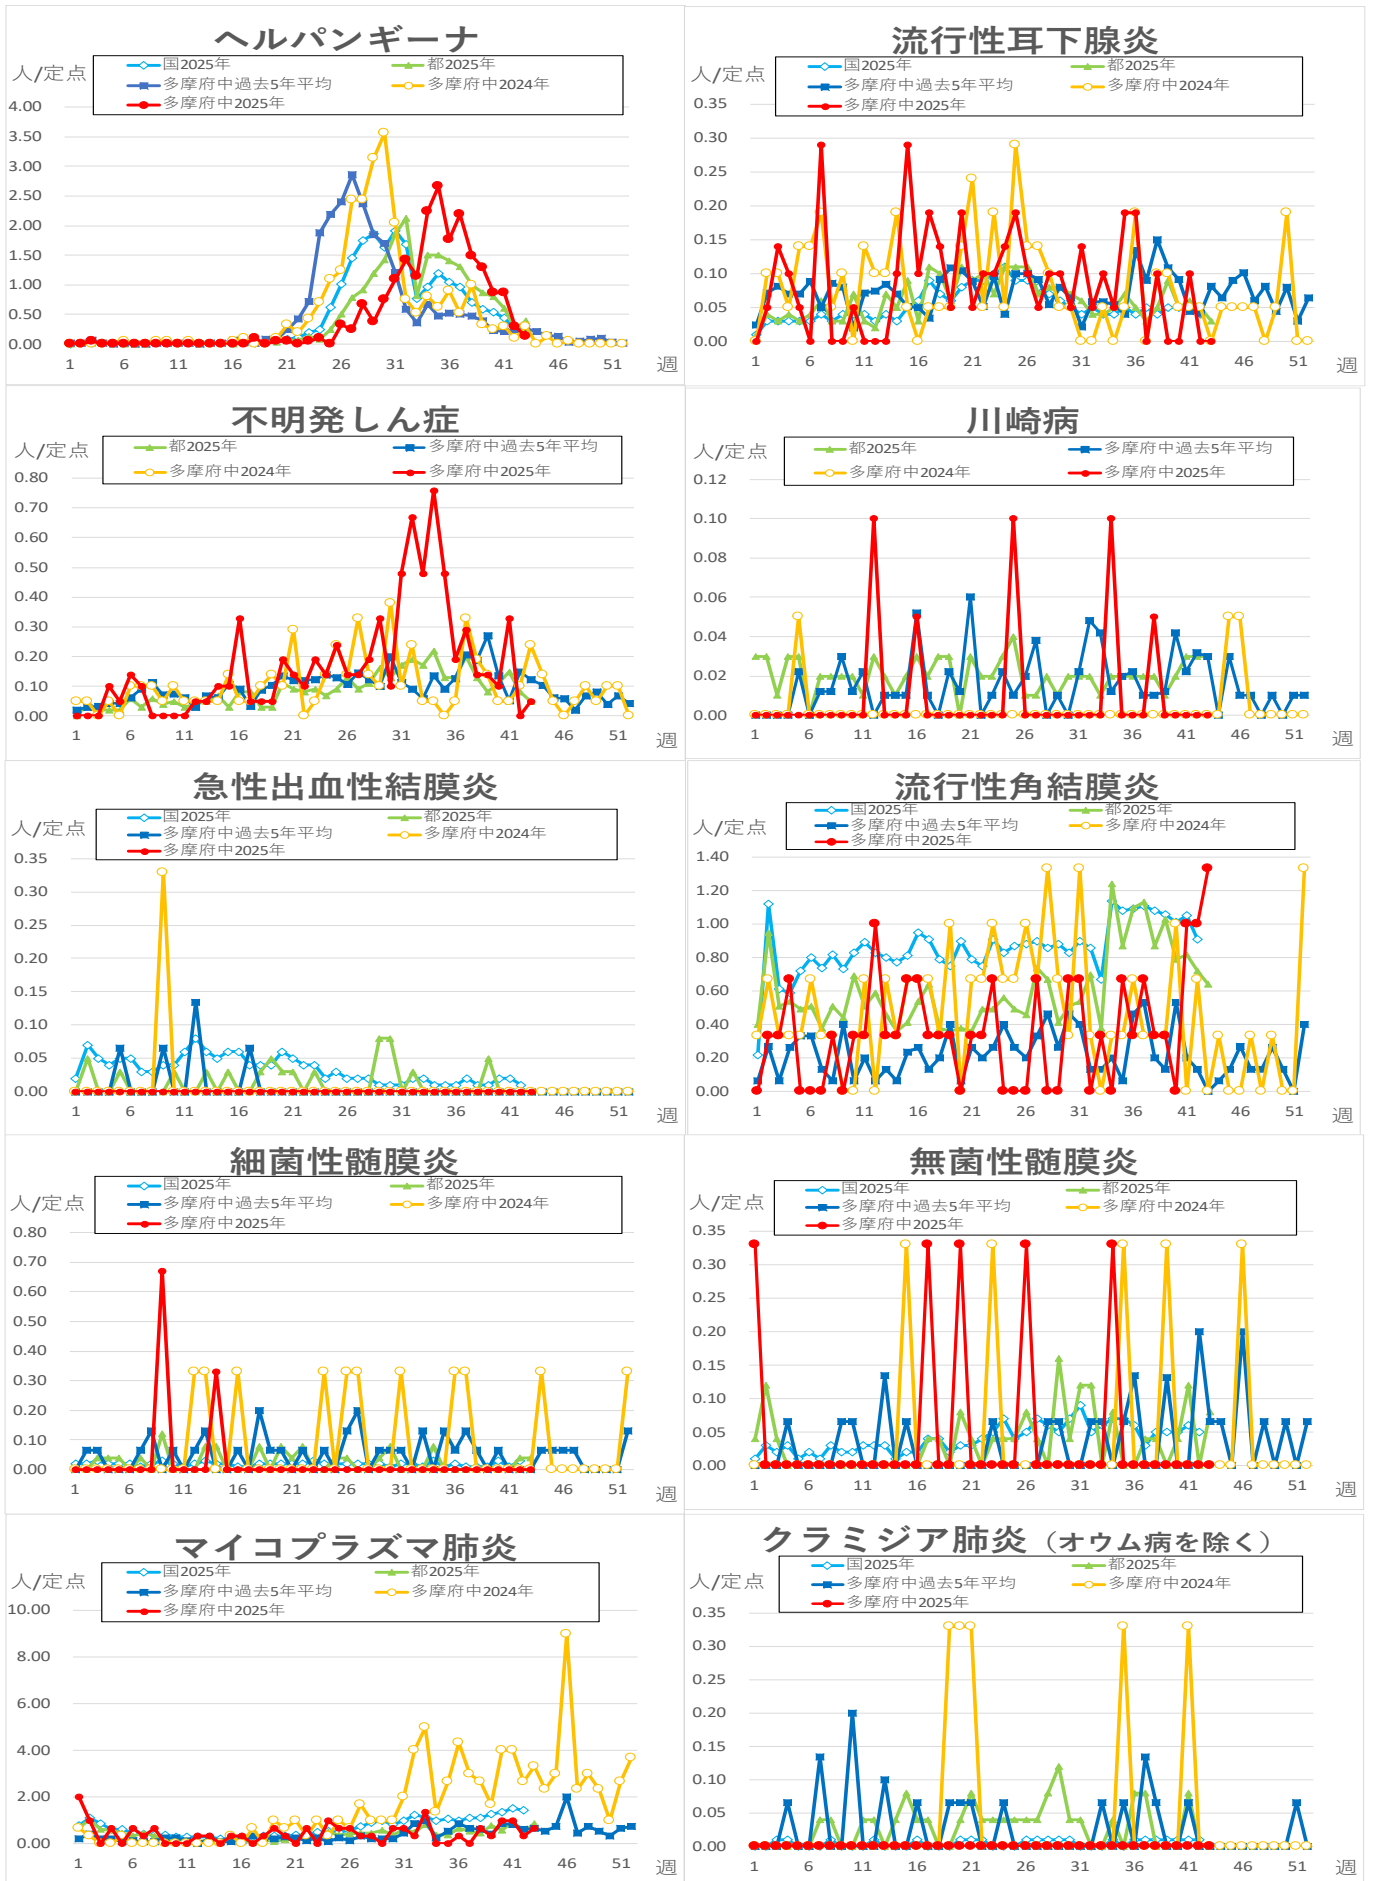 ヘルパンギーナ
人/定点
国2025年
都2025年
多摩府中過去5年平均
多摩府中2024年
多摩府中2025年
4.00
3.50
3.00
2.50
2.00
1.50
1.00
0.50
0.00
1 6 11 16 21 26 31 36 41 46 51 週
流行性耳下腺炎
人/定点
国2025年
都2025年
多摩府中過去5年平均
多摩府中2024年
多摩府中2025年
0.35
0.30
0.25
0.20
0.15
0.10
0.05
0.00
1 6 11 16 21 26 31 36 41 46 51 週
不明発しん症
人/定点
都2025年
多摩府中過去5年平均
多摩府中2024年
多摩府中2025年
0.80
0.70
0.60
0.50
0.40
0.30
0.20
0.10
0.00
1 6 11 16 21 26 31 36 41 46 51 週
川崎病
人/定点
都2025年
多摩府中過去5年平均
多摩府中2024年
多摩府中2025年
0.12
0.10
0.08
0.06
0.04
0.02
0.00
1 6 11 16 21 26 31 36 41 46 51 週
急性出血性結膜炎
人/定点
国2025年
都2025年
多摩府中過去5年平均
多摩府中2024年
多摩府中2025年
0.35
0.30
0.25
0.20
0.15
0.10
0.05
0.00
1 6 11 16 21 26 31 36 41 46 51 週
流行性角結膜炎
人/定点
国2025年
都2025年
多摩府中過去5年平均
多摩府中2024年
多摩府中2025年
1.40
1.20
1.00
0.80
0.60
0.40
0.20
0.00
1 6 11 16 21 26 31 36 41 46 51 週
細菌性髄膜炎
人/定点
国2025年
都2025年
多摩府中過去5年平均
多摩府中2024年
多摩府中2025年
0.80
0.70
0.60
0.50
0.40
0.30
0.20
0.10
0.00
1 6 11 16 21 26 31 36 41 46 51 週
無菌性髄膜炎
人/定点
国2025年
都2025年
多摩府中過去5年平均
多摩府中2024年
多摩府中2025年
0.35
0.30
0.25
0.20
0.15
0.10
0.05
0.00
1 6 11 16 21 26 31 36 41 46 51 週
マイコプラズマ肺炎
人/定点
国2025年
都2025年
多摩府中過去5年平均
多摩府中2024年
多摩府中2025年
10.00
8.00
6.00
4.00
2.00
0.00
1 6 11 16 21 26 31 36 41 46 51 週
クラミジア肺炎（オウム病を除く）
人/定点
国2025年
都2025年
多摩府中過去5年平均
多摩府中2024年
多摩府中2025年
0.35
0.30
0.25
0.20
0.15
0.10
0.05
0.00
1 6 11 16 21 26 31 36 41 46 51 週